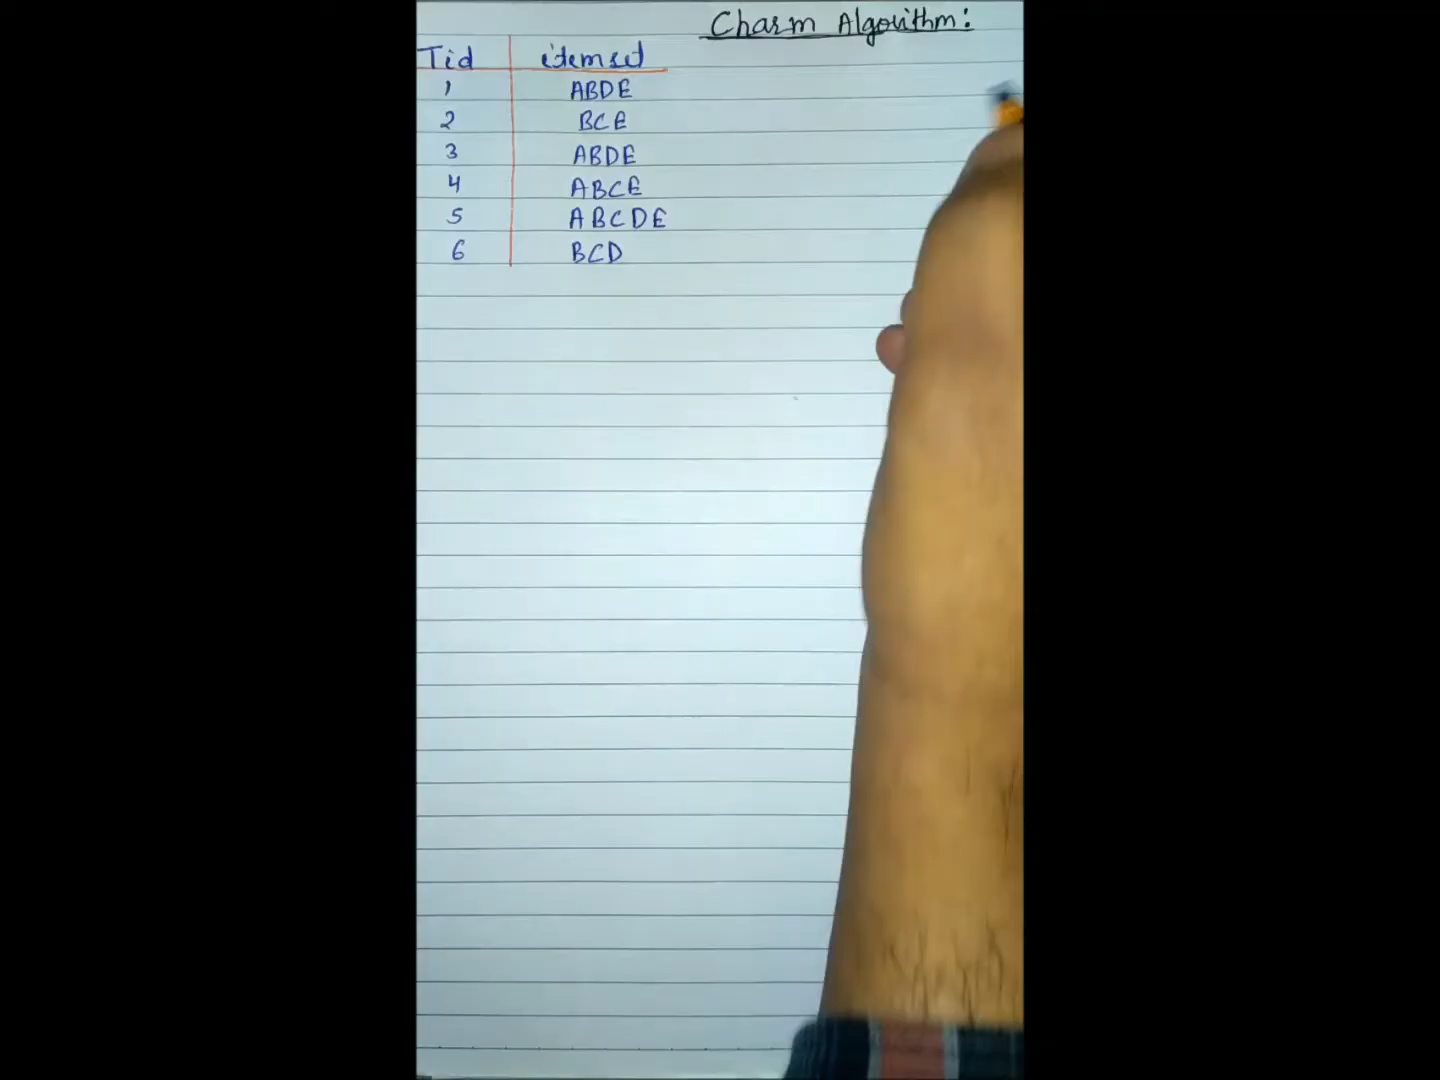 Charm Algorithm:
Tid itemset
1 ABDE
2 BCE
3 ABDE
4 ABCE
5 ABCDE
6 BCD